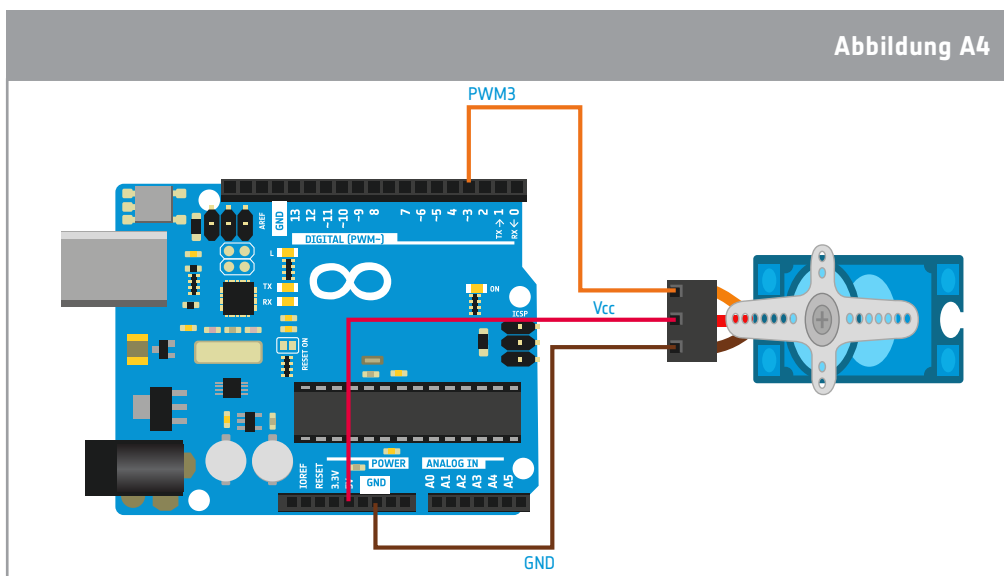 Abbildung A4
PWM3
AREF
GND
13
12
~11
~10
~9
8
7
~6
~5
4
~3
2
TX → 1
RX ← 0
DIGITAL (PWM~)
L
TX
RX
ON
ICSP
Vcc
RESET ON
POWER
ANALOG IN
IOREF
RESET
3.3V
GND
A0
A1
A2
A3
A4
A5
GND